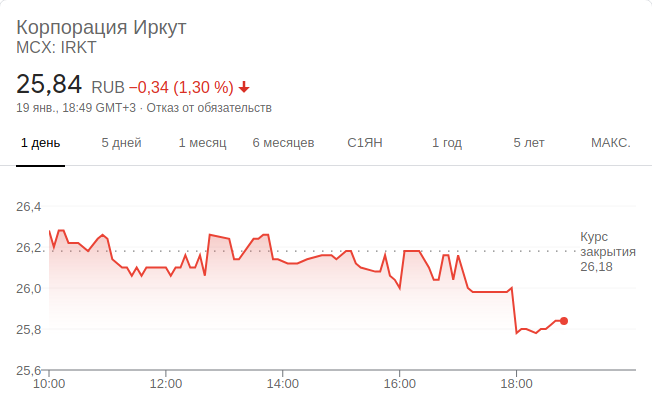 Корпорация Иркут
MCX: IRKT
25,84 RUB −0,34 (1,30 %)
19 янв., 18:49 GMT+3 · Отказ от обязательств
1 день 5 дней 1 месяц 6 месяцев С1ЯН 1 год 5 лет МАКС.
26,4
26,2
26,0
25,8
25,6
Курс
закрытия
26,18
10:00 12:00 14:00 16:00 18:00